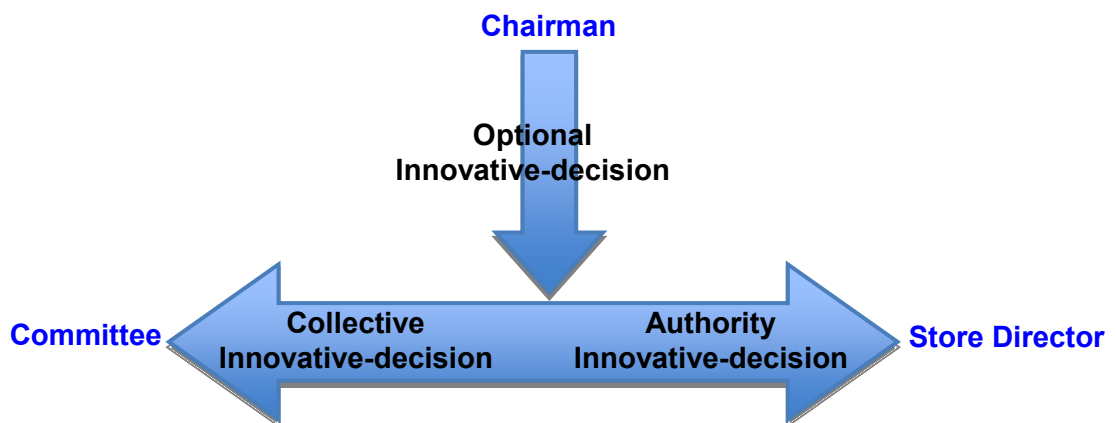 Chairman
Optional
Innovative-decision
Committee
Collective
Innovative-decision
Authority
Innovative-decision
Store Director